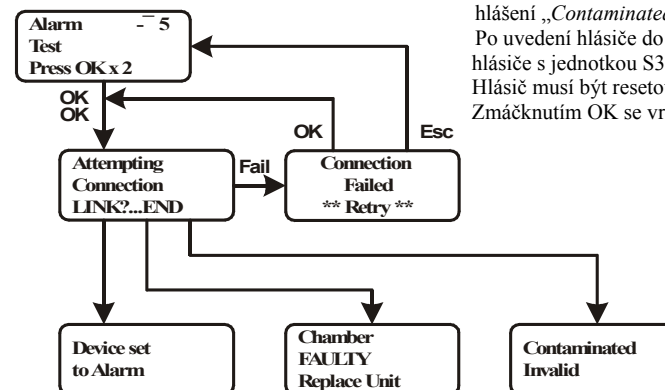 Alarm -¯ 5
Test
Press OK x 2
hlášení „Contaminated
Po uvedení hlásiče do
hlásiče s jednotkou S3
Hlásič musí být
Zmáčknutím OK se
OK
OK
OK
Esc
Attempting
Connection
LINK?...END
Fail
Connection
Failed
** Retry **
Device set
to Alarm
Chamber
FAULTY
Replace Unit
Contaminated
Invalid